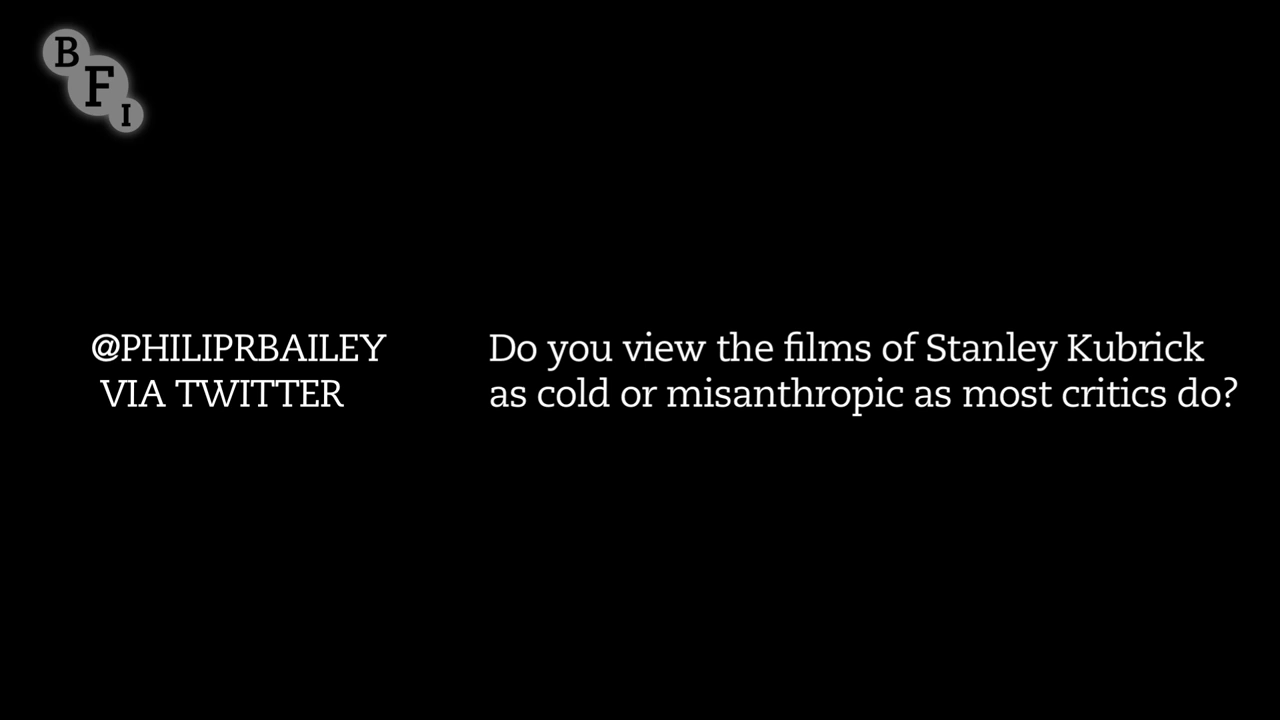 BFI
@PHILIPRBAILEY
VIA TWITTER
Do you view the films of Stanley Kubrick
as cold or misanthropic as most critics do?